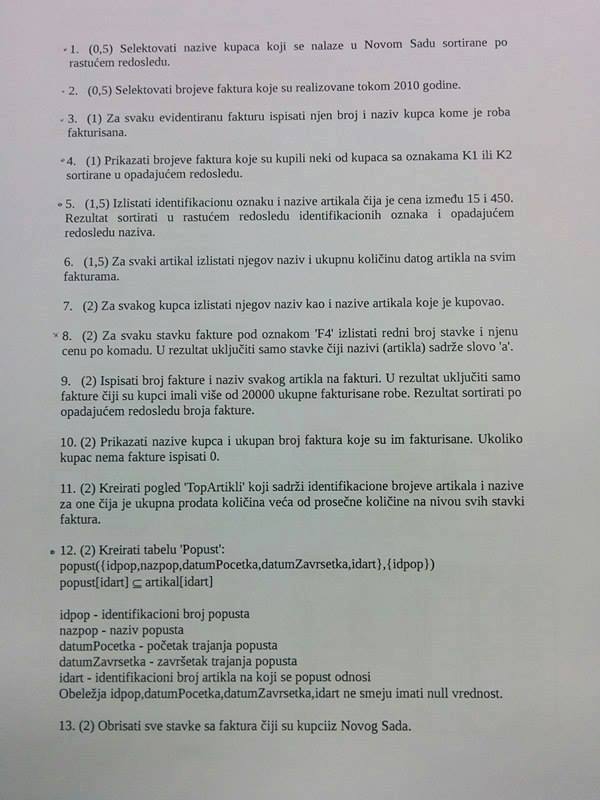 1. (0,5) Selektovati nazive kupaca koji se nalaze u Novom Sadu sortirane po
rastućem redosledu.
2. (0,5) Selektovati brojeve faktura koje su realizovane tokom 2010 godine.
3. (1) Za svaku evidentiranu fakturu ispisati njen broj i naziv kupca kome je roba
fakturisana.
4. (1) Prikazati brojeve faktura koje su kupili neki od kupaca sa oznakama K1 ili K2
sortirane u opadajućem redosledu.
5. (1,5) Izlistati identifikacionu oznaku i nazive artikala čija je cena između 15 i 450.
Rezultat sortirati u rastućem redosledu identifikacionih oznaka i opadajućem
redosledu naziva.
6. (1,5) Za svaki artikal izlistati njegov naziv i ukupnu količinu datog artikla na svim
fakturama.
7. (2) Za svakog kupca izlistati njegov naziv kao i nazive artikala koje je kupovao.
8. (2) Za svaku stavku fakture pod oznakom 'F4' izlistati redni broj stavke i njenu
cenu po komadu. U rezultat uključiti samo stavke čiji nazivi (artikla) sadrže slovo 'a'.
9. (2) Ispisati broj fakture i naziv svakog artikla na fakturi. U rezultat uključiti samo
fakture čiji su kupci imali više od 20000 ukupne fakturisane robe. Rezultat sortirati po
opadajućem redosledu broja fakture.
10. (2) Prikazati nazive kupca i ukupan broj faktura koje su im fakturisane. Ukoliko
kupac nema fakture ispisati 0.
11. (2) Kreirati pogled 'TopArtikli' koji sadrži identifikacione brojeve artikala i nazive
za one čija je ukupna prodata količina veća od prosečne količine na nivou svih stavki
faktura.
12. (2) Kreirati tabelu 'Popust':
popust({idpop,nazpop,datumPocetka,datumZavrsetka,idart},{idpop})
popust[idart] ⊆ artikal[idart]
idpop - identifikacioni broj popusta
nazpop - naziv popusta
datumPocetka - početak trajanja popusta
datumZavrsetka - završetak trajanja popusta
idart - identifikacioni broj artikla na koji se popust odnosi
Obeležja idpop,datumPocetka,datumZavrsetka,idart ne smeju imati null vrednost.
13. (2) Obrisati sve stavke sa faktura čiji su kupciiz Novog Sada.